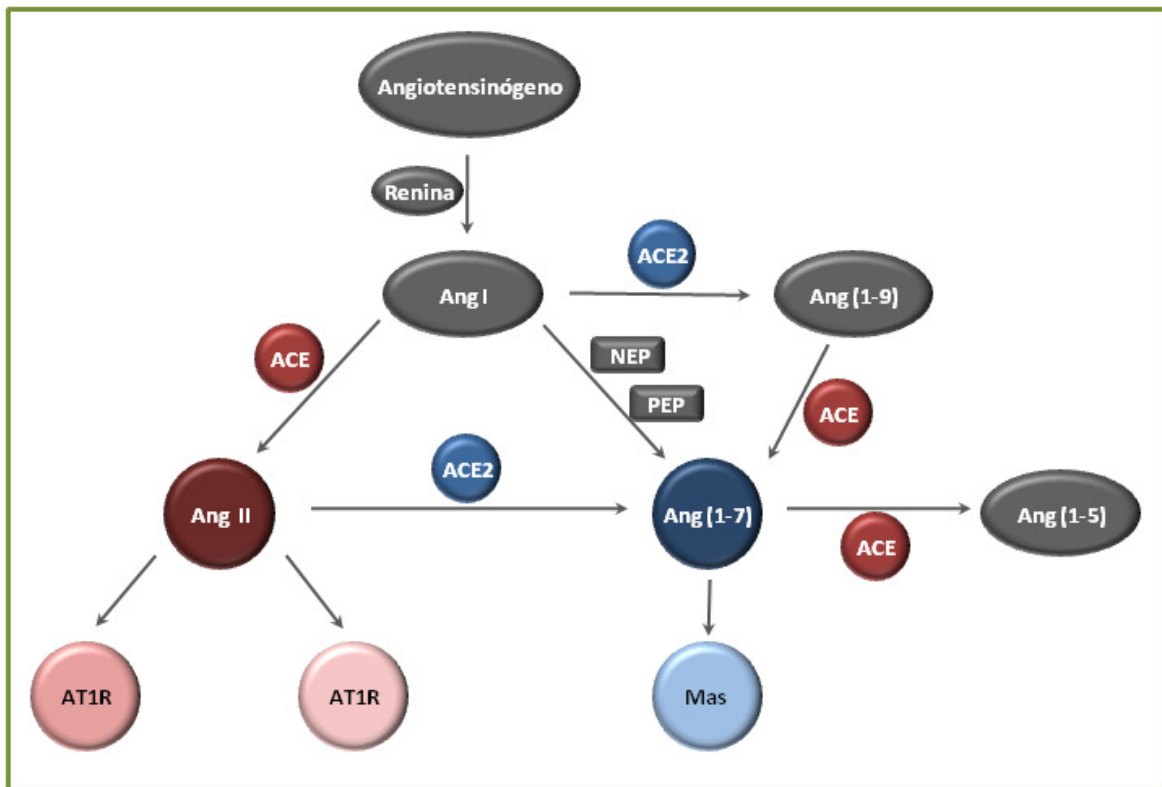 Angiotensinógeno
Renina
ACE2
Ang I
Ang (1-9)
ACE
NEP
PEP
ACE
ACE2
Ang II
Ang (1-7)
Ang (1-5)
ACE
AT1R
AT1R
Mas